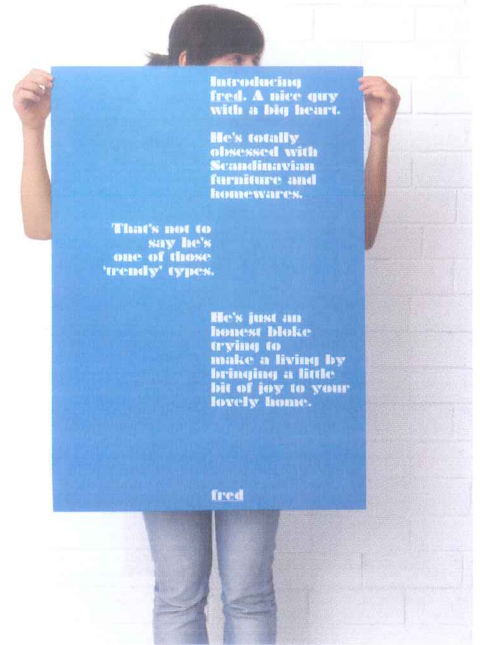 Introducing
fred. A nice guy
with a big heart.
He's totally
obsessed with
Scandinavian
furniture and
homewares.
That's not to
say he's
one of those
'trendy' types.
He's just an
honest bloke
trying to
make a living by
bringing a little
bit of joy to your
lovely home.
fred